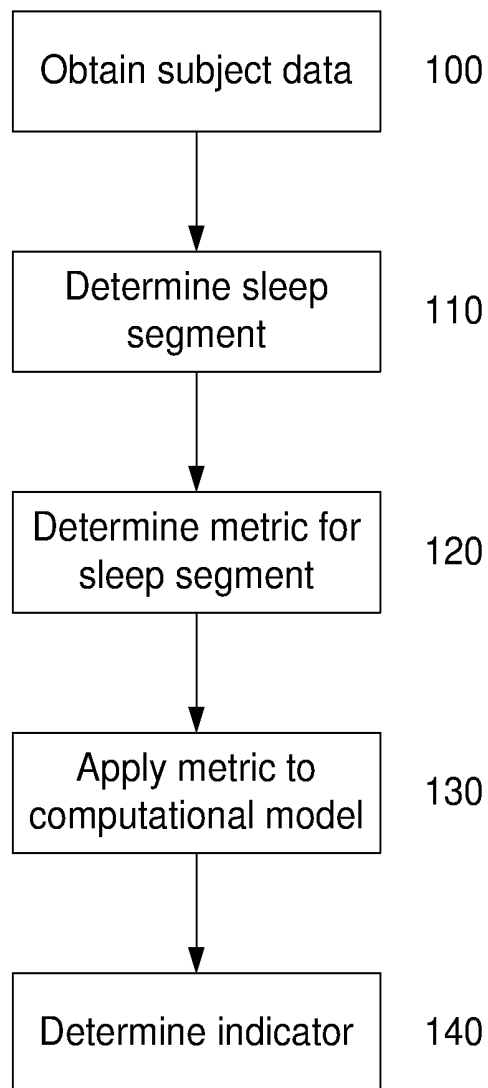 Obtain subject data 100
Determine sleep
segment
110
Determine metric for
sleep segment
120
Apply metric to
computational model
130
Determine indicator 140